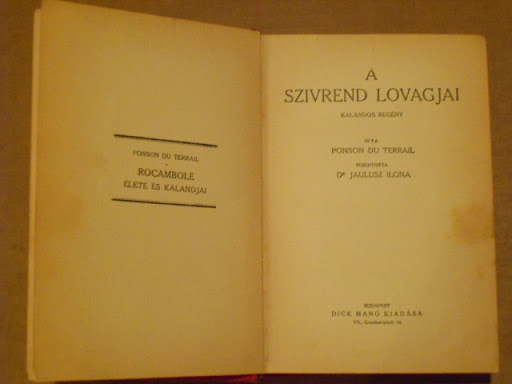 PONSON DU TERRAIL
ROCAMBOLE
ÉLETE ÉS KALANDJAI
A
SZIVREND LOVAGJAI
KALANDOS REGÉNY
IRTA
PONSON DU TERRAIL
FORDITOTTA
Dr JAULUSZ ILONA
BUDAPEST
DICK MANÓ KIADÁSA
VII.,